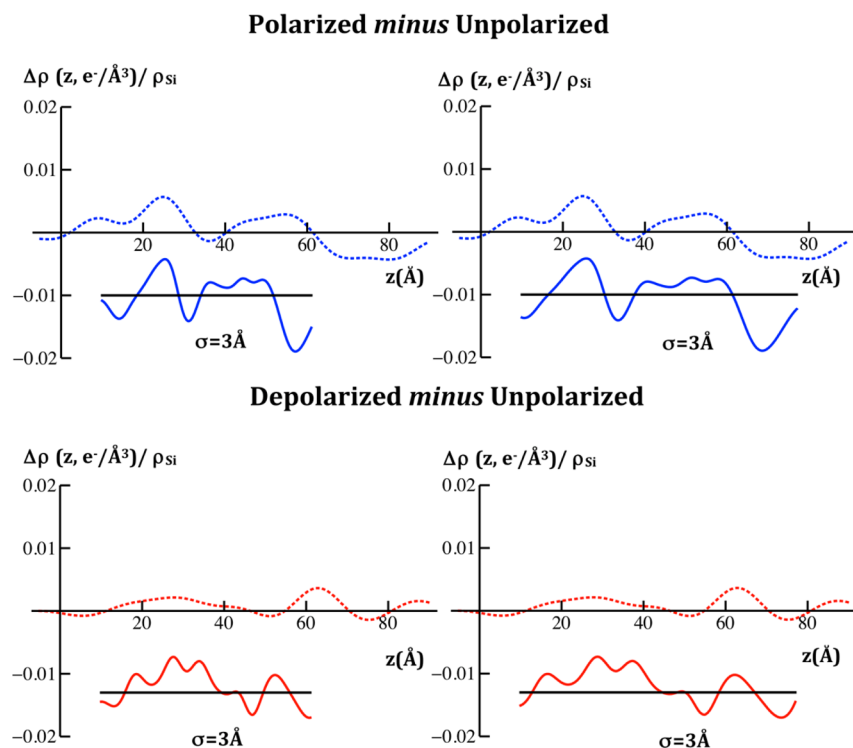 Polarized minus Unpolarized
Δρ (z, e⁻/Å³)/ ρSi
0.02
0.01
−0.01
−0.02
20
40
60
80
z(Å)
σ=3Å
Δρ (z, e⁻/Å³)/ ρSi
0.02
0.01
−0.01
−0.02
20
40
60
80
z(Å)
σ=3Å
Depolarized minus Unpolarized
Δρ (z, e⁻/Å³)/ ρSi
0.02
0.01
−0.01
−0.02
20
40
60
80
z(Å)
σ=3Å
Δρ (z, e⁻/Å³)/ ρSi
0.02
0.01
−0.01
−0.02
20
40
60
80
z(Å)
σ=3Å